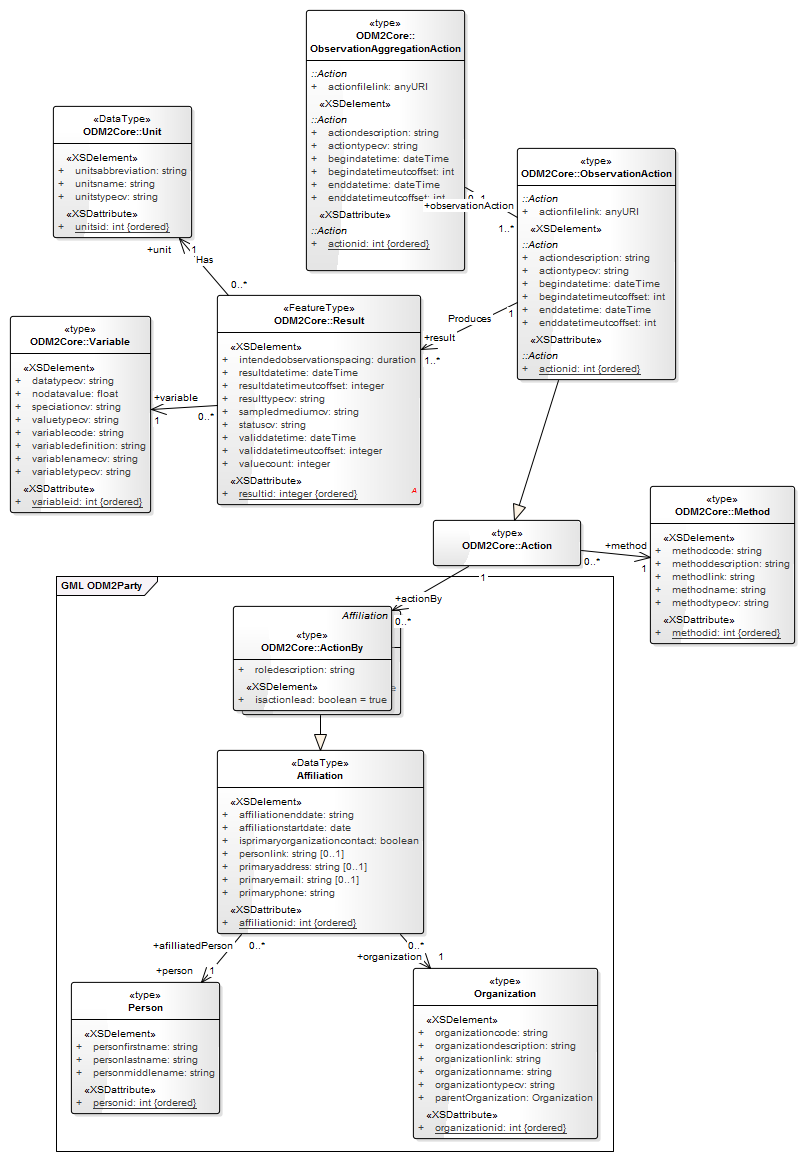 «type»
ODM2Core::
ObservationAggregationAction
::Action
+ actionfilelink: anyURI
«XSDelement»
::Action
+ actiondescription: string
+ actiontypecv: string
+ begindatetime: dateTime
+ begindatetimeutcoffset: int
+ enddatetime: dateTime
+ enddatetimeutcoffset: int
«XSDattribute»
::Action
+ actionid: int {ordered}
«DataType»
ODM2Core::Unit
«XSDelement»
+ unitsabbreviation: string
+ unitsname: string
+ unitstypecv: string
«XSDattribute»
+ unitsid: int {ordered}
«type»
ODM2Core::ObservationAction
::Action
+ actionfilelink: anyURI
«XSDelement»
::Action
+ actiondescription: string
+ actiontypecv: string
+ begindatetime: dateTime
+ begindatetimeutcoffset: int
+ enddatetime: dateTime
+ enddatetimeutcoffset: int
«XSDattribute»
::Action
+ actionid: int {ordered}
0..1
+observationAction
1..*
+unit
1
Has
0..*
Produces
1
+result
1..*
«FeatureType»
ODM2Core::Result
«XSDelement»
+ intendedobservationspacing: duration
+ resultdatetime: dateTime
+ resultdatetimeutcoffset: integer
+ resulttypecv: string
+ sampledmediumcv: string
+ statuscv: string
+ validdatetime: dateTime
+ validdatetimeutcoffset: integer
+ valuecount: integer
«XSDattribute»
+ resultid: integer {ordered}
A
«type»
ODM2Core::Variable
«XSDelement»
+ datatypecv: string
+ nodatavalue: float
+ speciationcv: string
+ valuetypecv: string
+ variablecode: string
+ variabledefinition: string
+ variablenamecv: string
+ variabletypecv: string
«XSDattribute»
+ variableid: int {ordered}
+variable
1
0..*
«type»
ODM2Core::Action
+method
0..*
1
«type»
ODM2Core::Method
«XSDelement»
+ methodcode: string
+ methoddescription: string
+ methodlink: string
+ methodname: string
+ methodtypecv: string
«XSDattribute»
+ methodid: int {ordered}
GML ODM2Party
1
+actionBy
0..*
Affiliation
«type»
ODM2Core::ActionBy
+ roledescription: string
«XSDelement»
+ isactionlead: boolean = true
e
«DataType»
Affiliation
«XSDelement»
+ affiliationenddate: string
+ affiliationstartdate: date
+ isprimaryorganizationcontact: boolean
+ personlink: string [0..1]
+ primaryaddress: string [0..1]
+ primaryemail: string [0..1]
+ primaryphone: string
«XSDattribute»
+ affiliationid: int {ordered}
+afilliatedPerson
0..*
+person
1
0..*
+organization
1
«type»
Person
«XSDelement»
+ personfirstname: string
+ personlastname: string
+ personmiddlename: string
«XSDattribute»
+ personid: int {ordered}
«type»
Organization
«XSDelement»
+ organizationcode: string
+ organizationdescription: string
+ organizationlink: string
+ organizationname: string
+ organizationtypecv: string
+ parentOrganization: Organization
«XSDattribute»
+ organizationid: int {ordered}